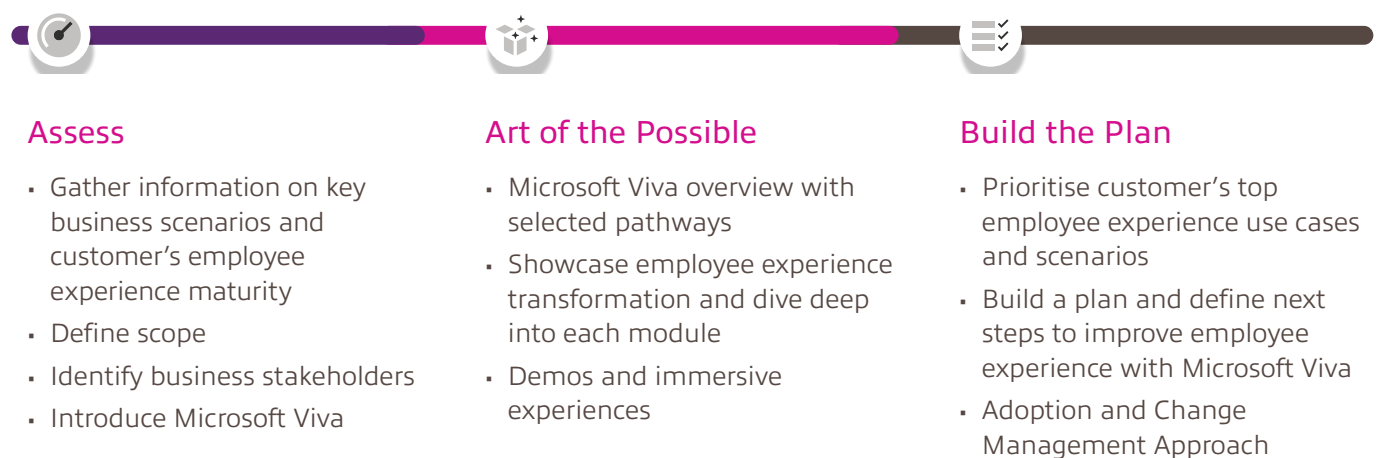 Assess
▪ Gather information on key
business scenarios and
customer’s employee
experience maturity
▪ Define scope
▪ Identify business stakeholders
▪ Introduce Microsoft Viva
Art of the Possible
▪ Microsoft Viva overview with
selected pathways
▪ Showcase employee experience
transformation and dive deep
into each module
▪ Demos and immersive
experiences
Build the Plan
▪ Prioritise customer’s top
employee experience use cases
and scenarios
▪ Build a plan and define next
steps to improve employee
experience with Microsoft Viva
▪ Adoption and Change
Management Approach